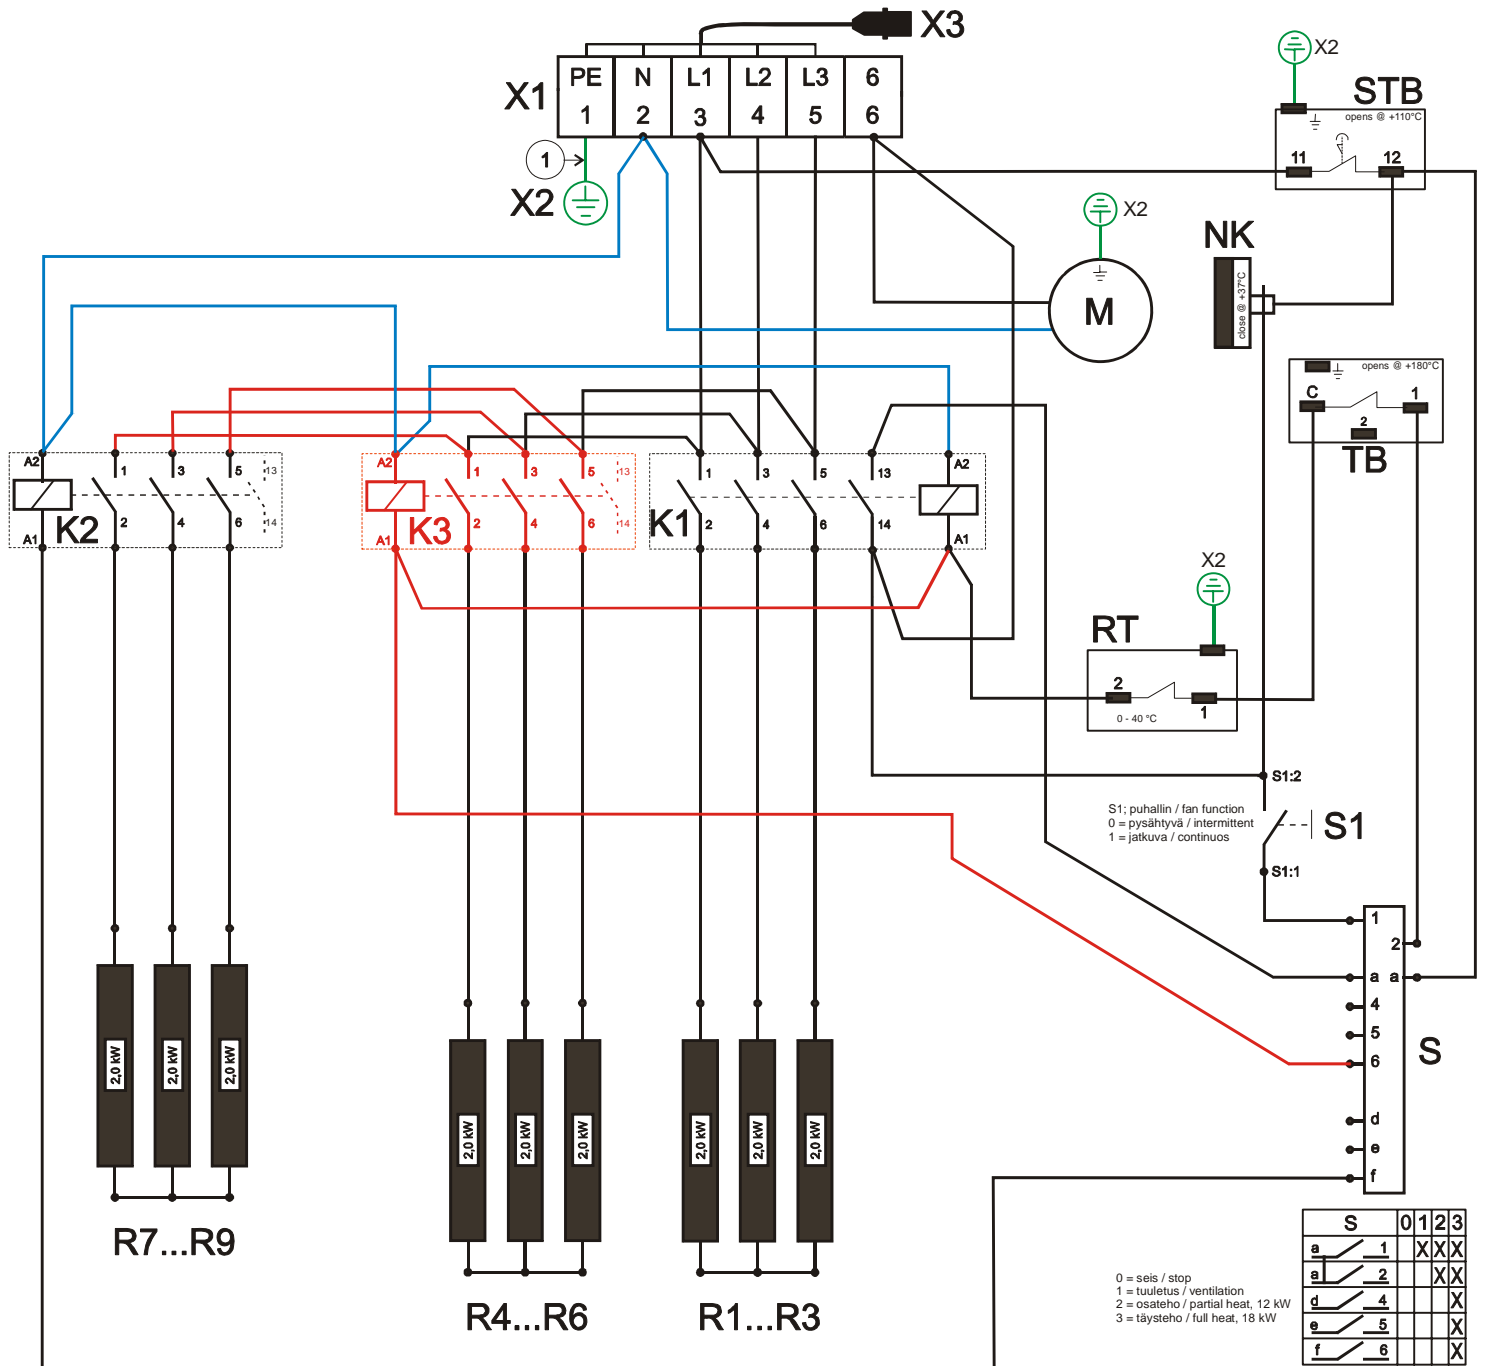 X3
X1
PE N L1 L2 L3 6
1 2 3 4 5 6
1
X2
X2
STB
opens @ +110°C
11 12
X2
M
NK
close @ +37°C
opens @ +180°C
C 1
2
TB
A2 1 3 5 13
K2
A1 2 4 6 14
A2 1 3 5 13
K3
A1 2 4 6 14
1 3 5 13 A2
K1
2 4 6 14 A1
X2
RT
2 1
0 - 40 °C
S1:2
S1; puhallin / fan function
0 = pysähtyvä / intermittent
1 = jatkuva / continuos
S1
S1:1
1
2
a a
4
5
6
S
d
e
f
2,0 kW 2,0 kW 2,0 kW
R7...R9
2,0 kW 2,0 kW 2,0 kW
R4...R6
2,0 kW 2,0 kW 2,0 kW
R1...R3
0 = seis / stop
1 = tuuletus / ventilation
2 = osateho / partial heat, 12 kW
3 = täysteho / full heat, 18 kW
S 0 1 2 3
a 1 X X X
a 2 X X
d 4 X
e 5 X
f 6 X